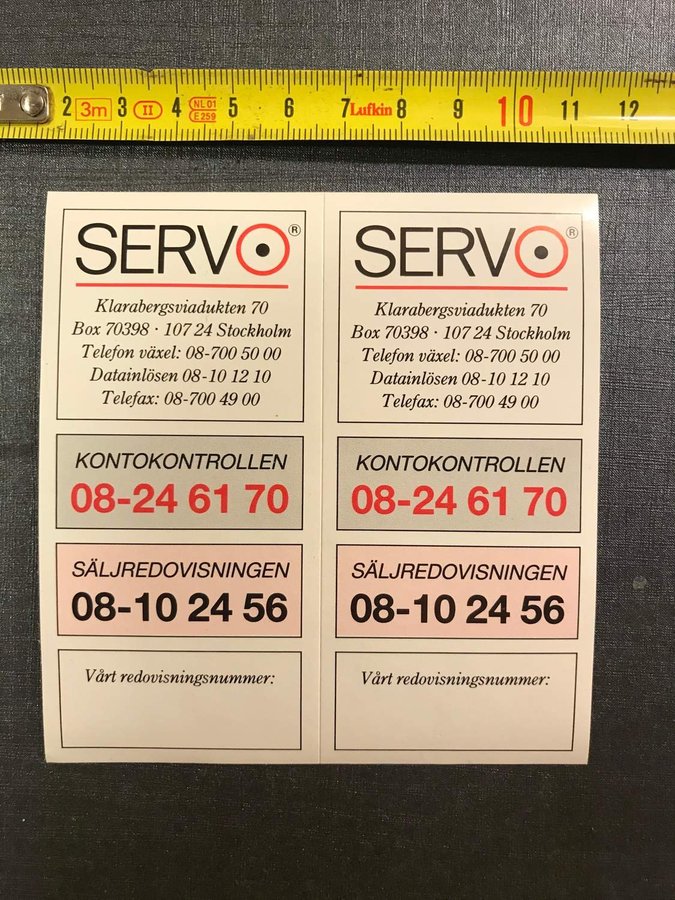 2 3m 3 II 4 NL 01 E 259 5 6 7 Lufkin 8 9 10 11 12
SERVO®
Klarabergsviadukten 70
Box 70398 · 107 24 Stockholm
Telefon växel: 08-700 50 00
Datainlösen 08-10 12 10
Telefax: 08-700 49 00
KONTOKONTROLLEN
08-24 61 70
SÄLJREDOVISNINGEN
08-10 24 56
Vårt redovisningsnummer:
SERVO®
Klarabergsviadukten 70
Box 70398 · 107 24 Stockholm
Telefon växel: 08-700 50 00
Datainlösen 08-10 12 10
Telefax: 08-700 49 00
KONTOKONTROLLEN
08-24 61 70
SÄLJREDOVISNINGEN
08-10 24 56
Vårt redovisningsnummer: